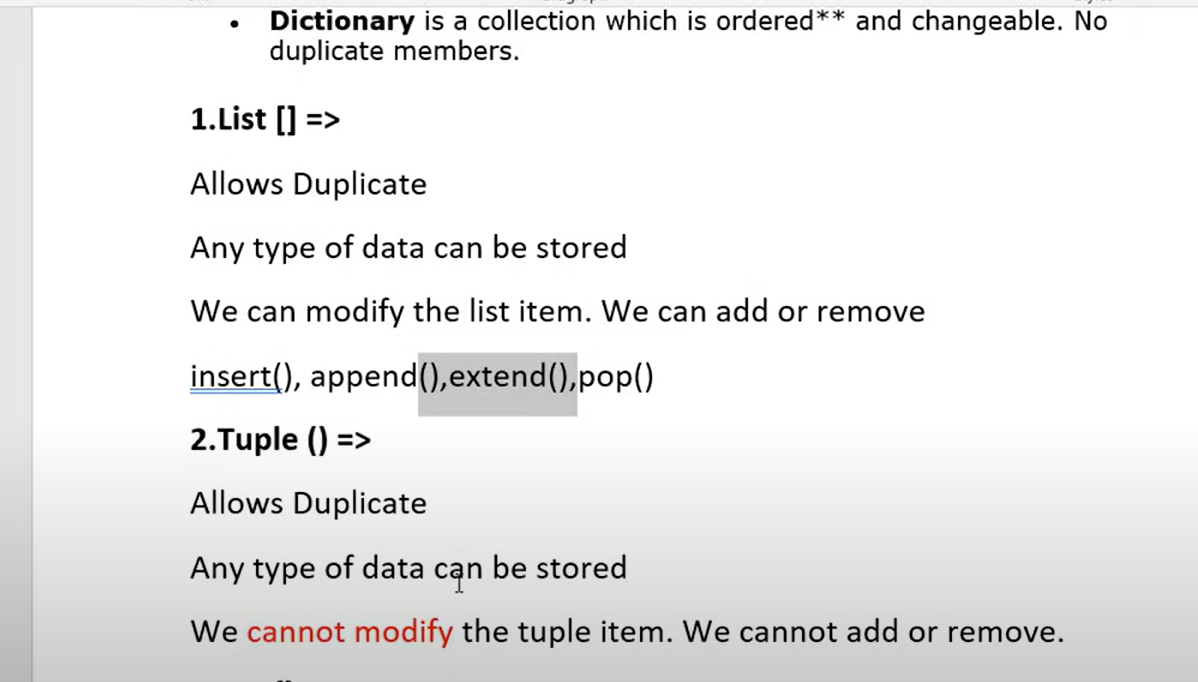 • Dictionary is a collection which is ordered** and changeable. No
duplicate members.
1.List [] =>
Allows Duplicate
Any type of data can be stored
We can modify the list item. We can add or remove
insert(), append(),extend(),pop()
2.Tuple () =>
Allows Duplicate
Any type of data can be stored
We cannot modify the tuple item. We cannot add or remove.